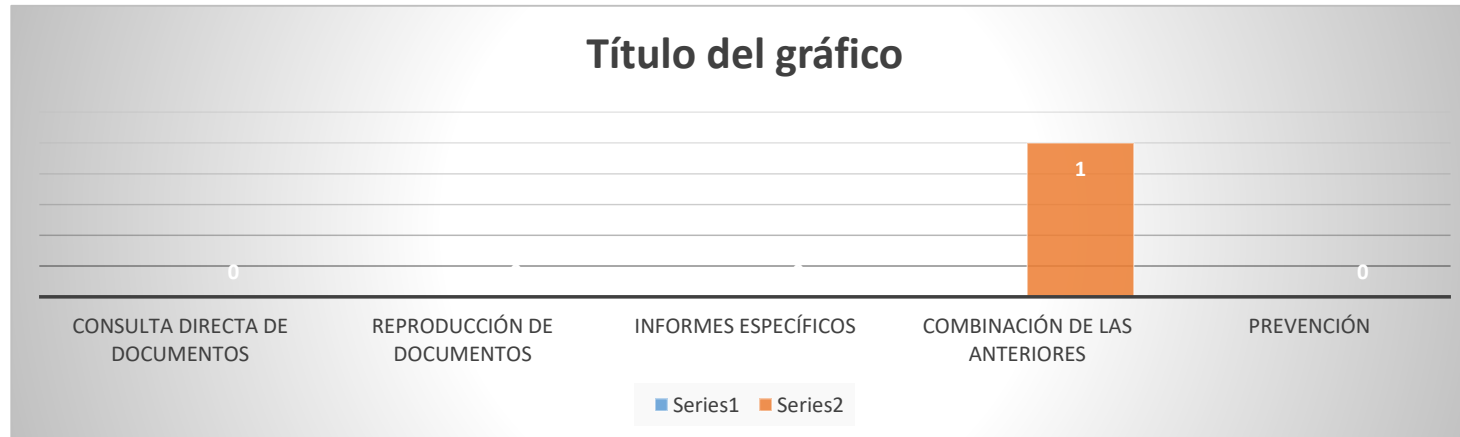 Título del gráfico
1
0
0
CONSULTA DIRECTA DE
DOCUMENTOS
REPRODUCCIÓN DE
DOCUMENTOS
INFORMES ESPECÍFICOS
COMBINACIÓN DE LAS
ANTERIORES
PREVENCIÓN
Series1 Series2